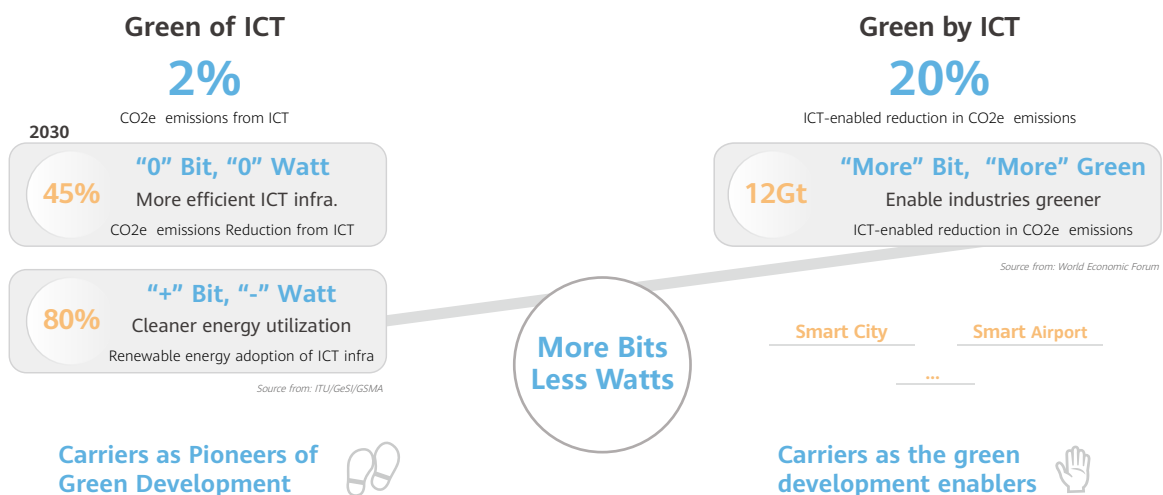 Green of ICT
2%
CO2e emissions from ICT
2030
45%
“0” Bit, “0” Watt
More efficient ICT infra.
CO2e emissions Reduction from ICT
80%
“+” Bit, “-” Watt
Cleaner energy utilization
Renewable energy adoption of ICT infra
Source from: ITU/GeSI/GSMA
Carriers as Pioneers of
Green Development
More Bits
Less Watts
Green by ICT
20%
ICT-enabled reduction in CO2e emissions
12Gt
“More” Bit, “More” Green
Enable industries greener
ICT-enabled reduction in CO2e emissions
Source from: World Economic Forum
Smart City
Smart Airport
...
Carriers as the green
development enablers